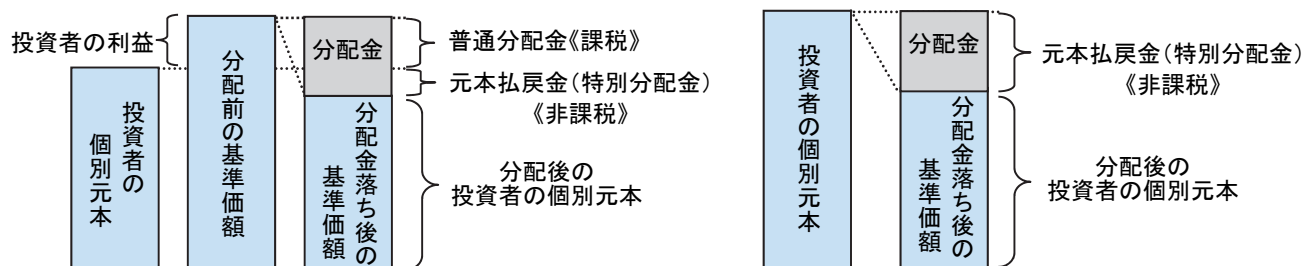 投資者の利益
投資者の
個別元本
分配前の基準価額
分配金
分配金落ち後の
基準価額
普通分配金《課税》
元本払戻金(特別分配金)
《非課税》
分配後の
投資者の個別元本
投資者の個別元本
分配金
分配金落ち後の
基準価額
元本払戻金(特別分配金)
《非課税》
分配後の
投資者の個別元本